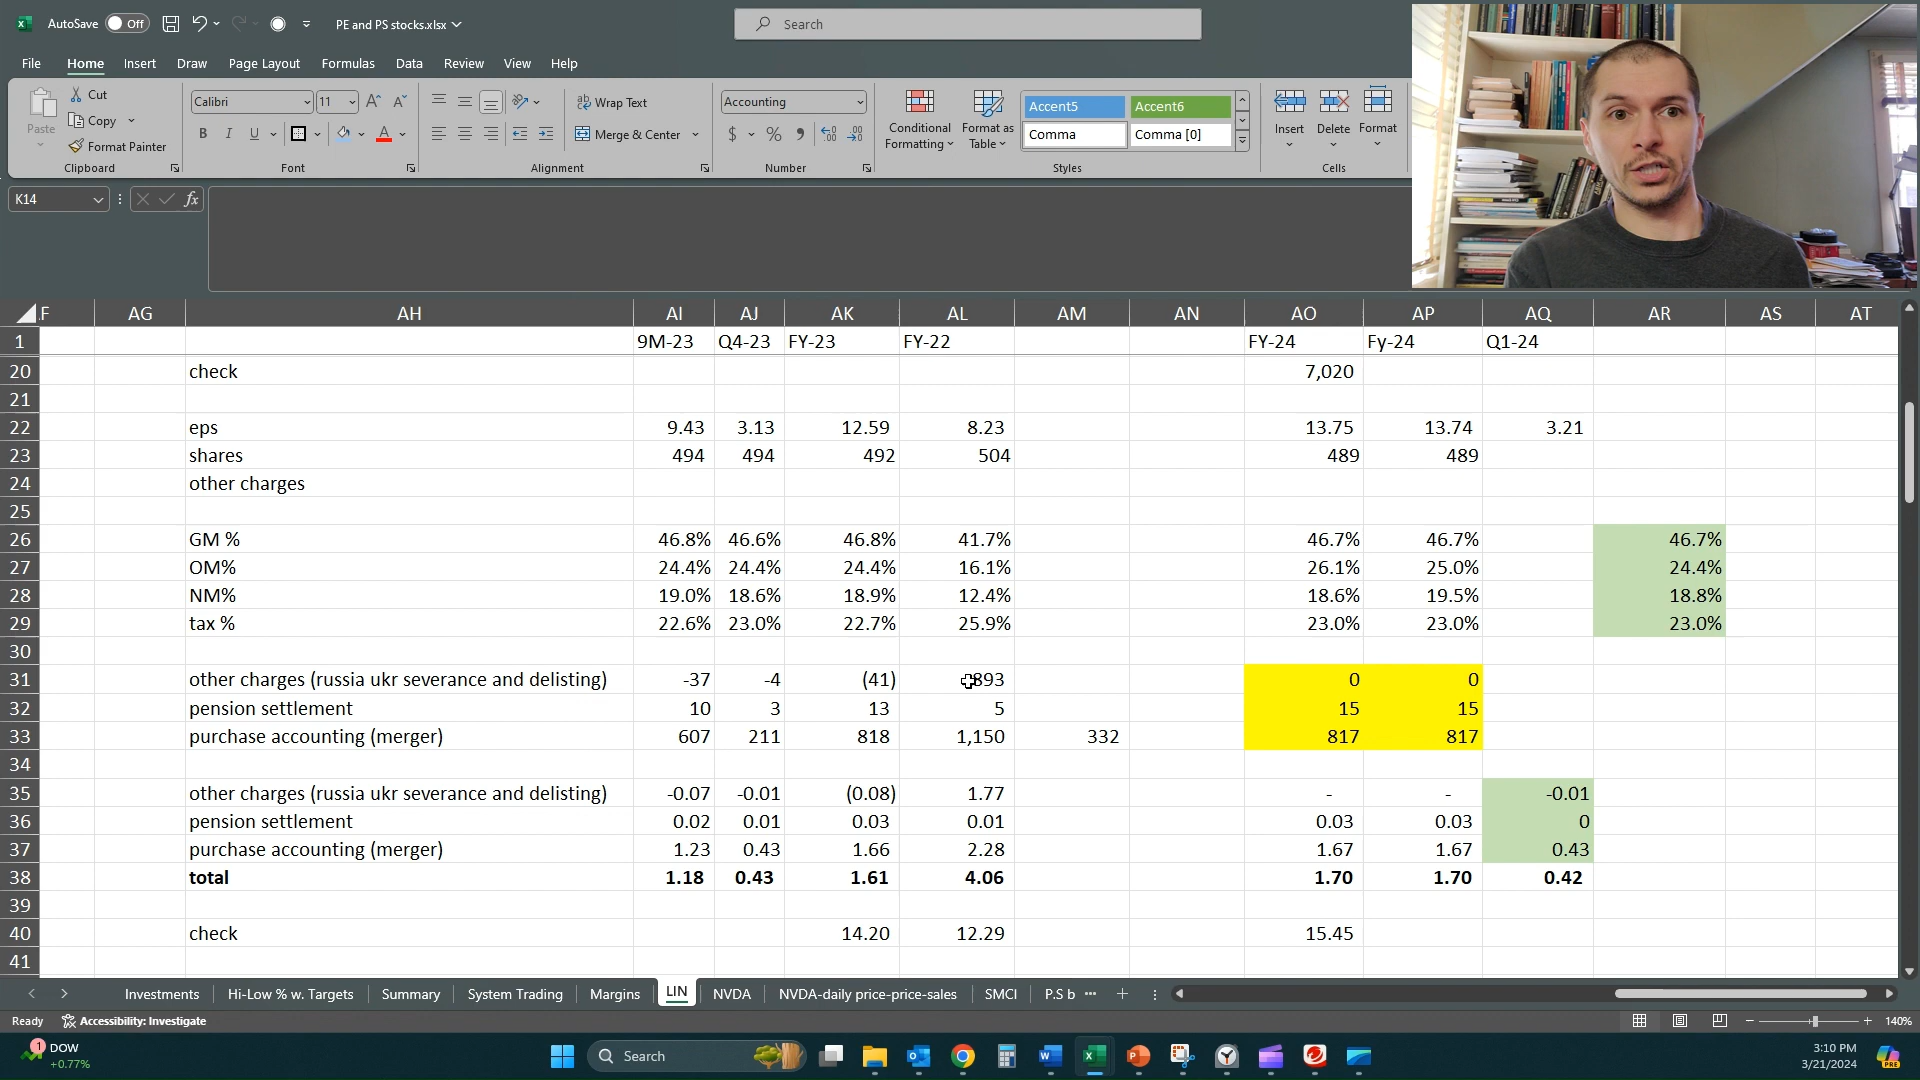 AutoSave Off PE and PS stocks.xlsx Search
File Home Insert Draw Page Layout Formulas Data Review View Help
Paste Cut Copy Format Painter Clipboard
Calibri 11 B I U A Font
Wrap Text Merge & Center Alignment
Accounting $ % Number
Conditional Formatting Format as Table Accent5 Accent6 Comma Comma [0] Styles
Insert Delete Format Cells
K14 fx
F AG AH AI AJ AK AL AM AN AO AP AQ AR AS AT
1 9M-23 Q4-23 FY-23 FY-22 FY-24 Fy-24 Q1-24
20 check 7,020
21
22 eps 9.43 3.13 12.59 8.23 13.75 13.74 3.21
23 shares 494 494 492 504 489 489
24 other charges
25
26 GM % 46.8% 46.6% 46.8% 41.7% 46.7% 46.7% 46.7%
27 OM% 24.4% 24.4% 24.4% 16.1% 26.1% 25.0% 24.4%
28 NM% 19.0% 18.6% 18.9% 12.4% 18.6% 19.5% 18.8%
29 tax % 22.6% 23.0% 22.7% 25.9% 23.0% 23.0% 23.0%
30
31 other charges (russia ukr severance and delisting) -37 -4 (41) 893 0 0
32 pension settlement 10 3 13 5 15 15
33 purchase accounting (merger) 607 211 818 1,150 332 817 817
34
35 other charges (russia ukr severance and delisting) -0.07 -0.01 (0.08) 1.77 - - -0.01
36 pension settlement 0.02 0.01 0.03 0.01 0.03 0.03 0
37 purchase accounting (merger) 1.23 0.43 1.66 2.28 1.67 1.67 0.43
38 total 1.18 0.43 1.61 4.06 1.70 1.70 0.42
39
40 check 14.20 12.29 15.45
41
Investments Hi-Low % w. Targets Summary System Trading Margins LIN NVDA NVDA-daily price-price-sales SMCI P.S b ...
Ready Accessibility: Investigate 140%
1 DOW +0.77% Search 3:10 PM 3/21/2024